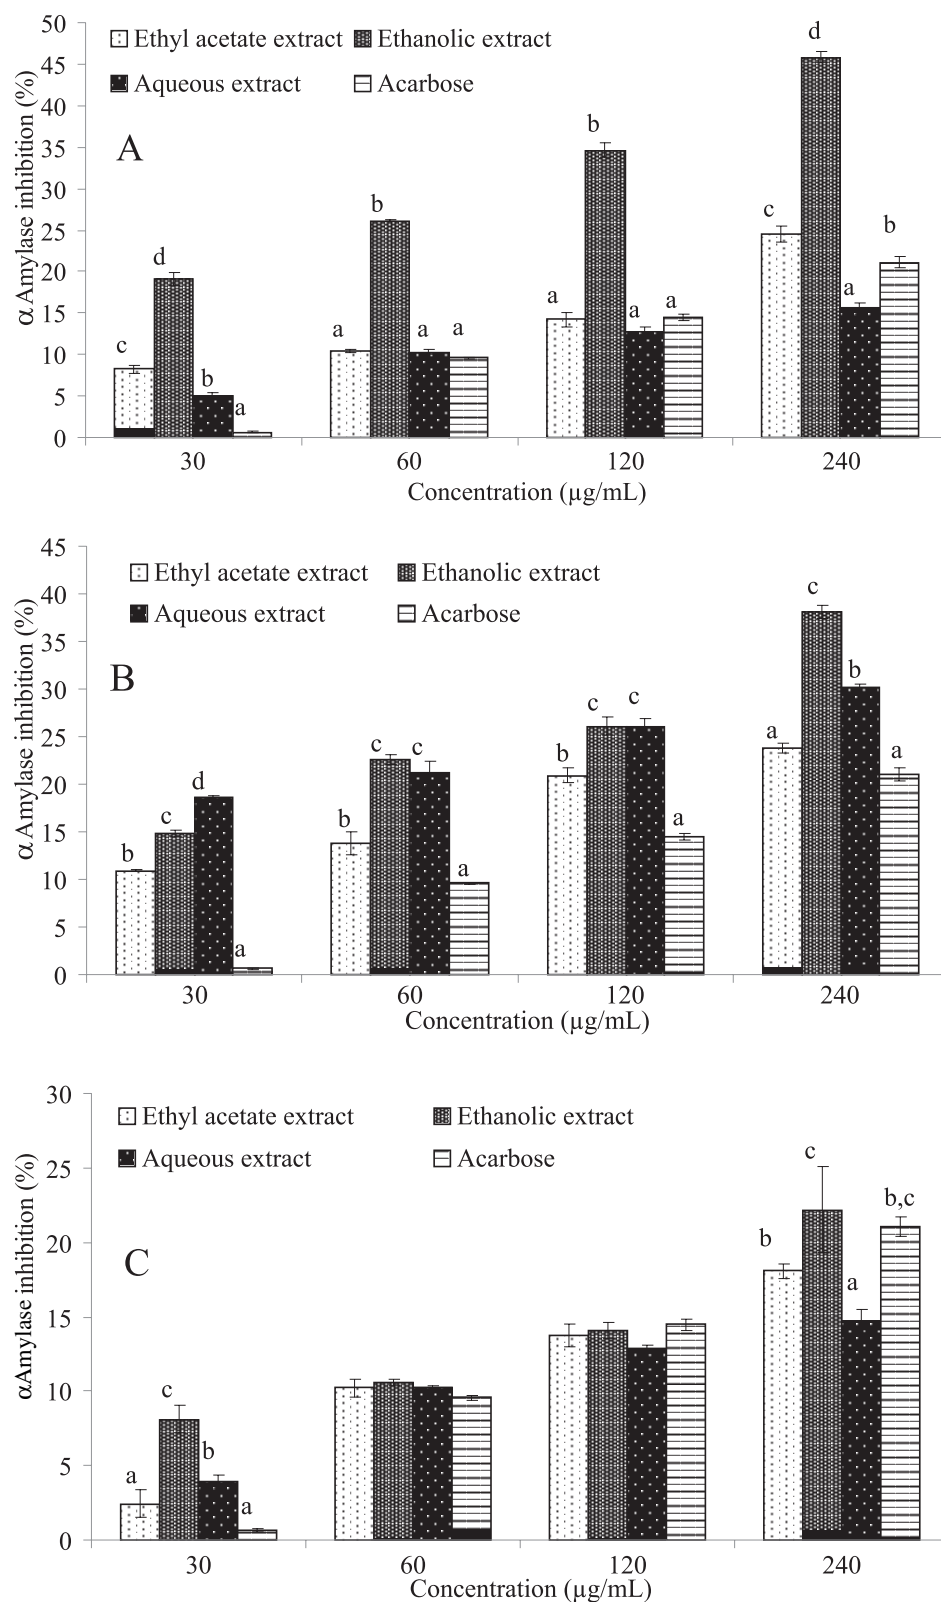 50
45
40
35
30
25
20
15
10
5
0
α Amylase inhibition (%)
Ethyl acetate extract Ethanolic extract
Aqueous extract Acarbose
A
c d b a
a b a a
a b a a
c d a b
30 60 120 240
Concentration (µg/mL)
45
40
35
30
25
20
15
10
5
0
α Amylase inhibition (%)
Ethyl acetate extract Ethanolic extract
Aqueous extract Acarbose
B
b c d a
b c c a
b c c a
a c b a
30 60 120 240
Concentration (µg/mL)
30
25
20
15
10
5
0
αAmylase inhibition (%)
Ethyl acetate extract Ethanolic extract
Aqueous extract Acarbose
C
a c b a
b c a b,c
30 60 120 240
Concentration (µg/mL)